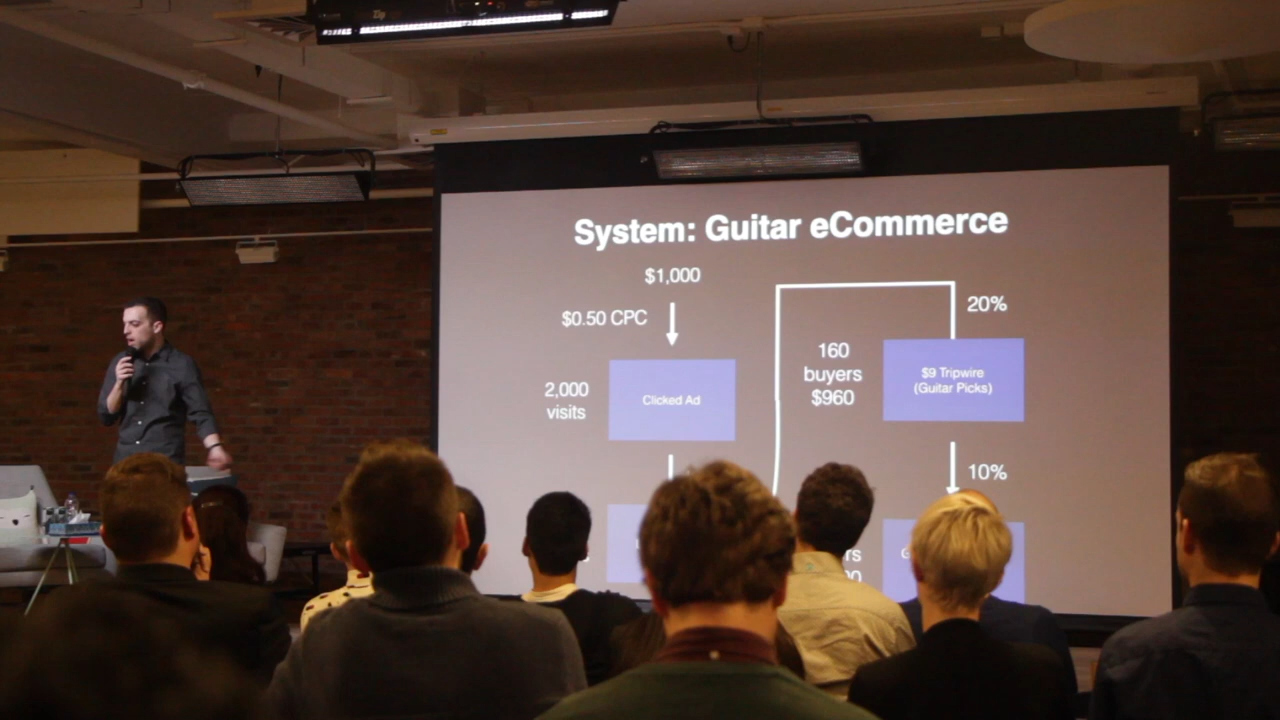 System: Guitar eCommerce
$1,000
$0.50 CPC
2,000
visits
Clicked Ad
20%
160
buyers
$960
$9 Tripwire
(Guitar Picks)
10%